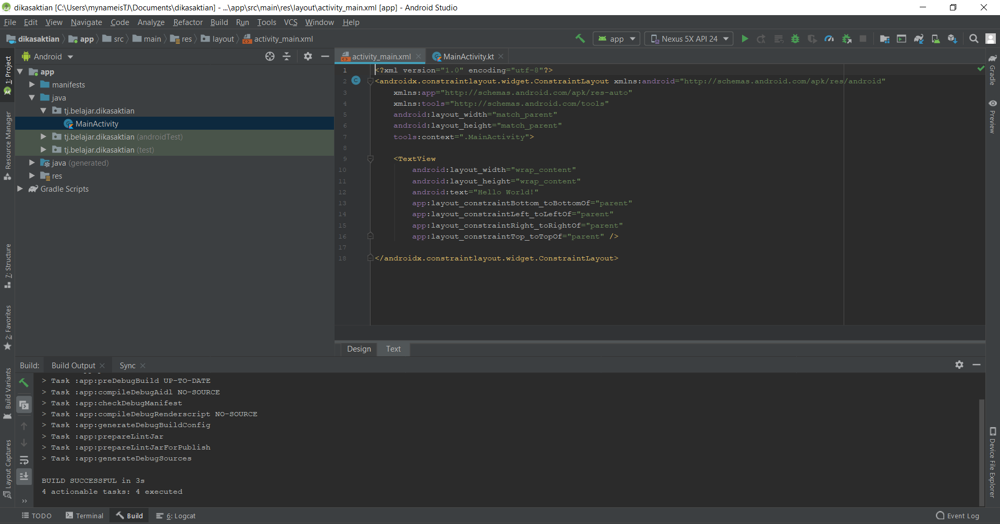 dikasaktian [C:\Users\mynameisTJ\Documents\dikasaktian] - ...\app\src\main\res\layout\activity_main.xml [app] - Android Studio
File Edit View Navigate Code Analyze Refactor Build Run Tools VCS Window Help
dikasaktian app src main res layout activity_main.xml app Nexus 5X API 24
Android
activity_main.xml MainActivity.kt
1: Project
Resource Manager
7: Structure
2: Favorites
Build Variants
Layout Captures
app
manifests
java
tj.belajar.dikasaktian
MainActivity
tj.belajar.dikasaktian (androidTest)
tj.belajar.dikasaktian (test)
java (generated)
res
Gradle Scripts
1 <?xml version="1.0" encoding="utf-8"?>
2 <androidx.constraintlayout.widget.ConstraintLayout xmlns:android="http://schemas.android.com/apk/res/android"
3 xmlns:app="http://schemas.android.com/apk/res-auto"
4 xmlns:tools="http://schemas.android.com/tools"
5 android:layout_width="match_parent"
6 android:layout_height="match_parent"
7 tools:context=".MainActivity">
8
9 <TextView
10 android:layout_width="wrap_content"
11 android:layout_height="wrap_content"
12 android:text="Hello World!"
13 app:layout_constraintBottom_toBottomOf="parent"
14 app:layout_constraintLeft_toLeftOf="parent"
15 app:layout_constraintRight_toRightOf="parent"
16 app:layout_constraintTop_toTopOf="parent" />
17
18 </androidx.constraintlayout.widget.ConstraintLayout>
Gradle
Preview
Device File Explorer
Design Text
Build: Build Output Sync
> Task :app:preDebugBuild UP-TO-DATE
> Task :app:compileDebugAidl NO-SOURCE
> Task :app:checkDebugManifest
> Task :app:compileDebugRenderscript NO-SOURCE
> Task :app:generateDebugBuildConfig
> Task :app:prepareLintJar
> Task :app:prepareLintJarForPublish
> Task :app:generateDebugSources
BUILD SUCCESSFUL in 3s
4 actionable tasks: 4 executed
TODO Terminal Build 6: Logcat Event Log